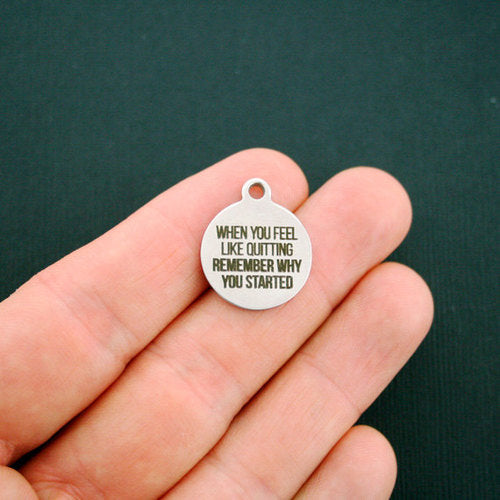 WHEN YOU FEEL
LIKE QUITTING
REMEMBER WHY
YOU STARTED